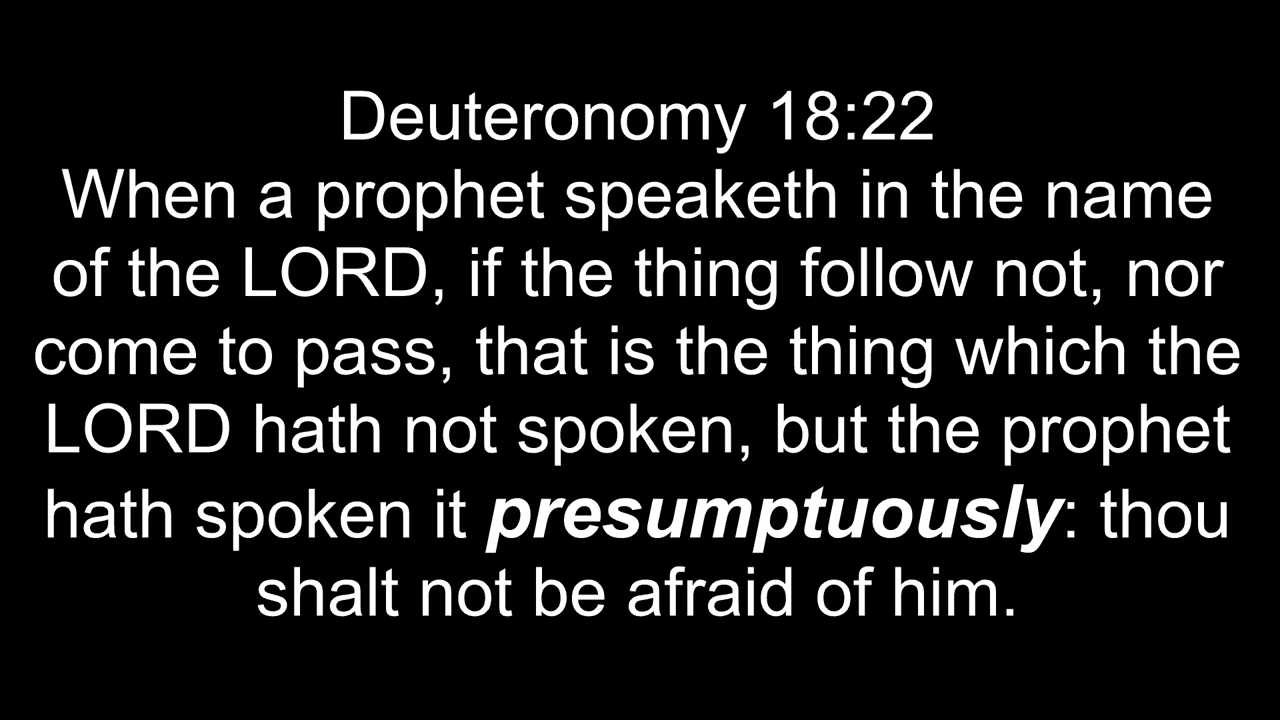 Deuteronomy 18:22
When a prophet speaketh in the name
of the LORD, if the thing follow not, nor
come to pass, that is the thing which the
LORD hath not spoken, but the prophet
hath spoken it presumptuously: thou
shalt not be afraid of him.